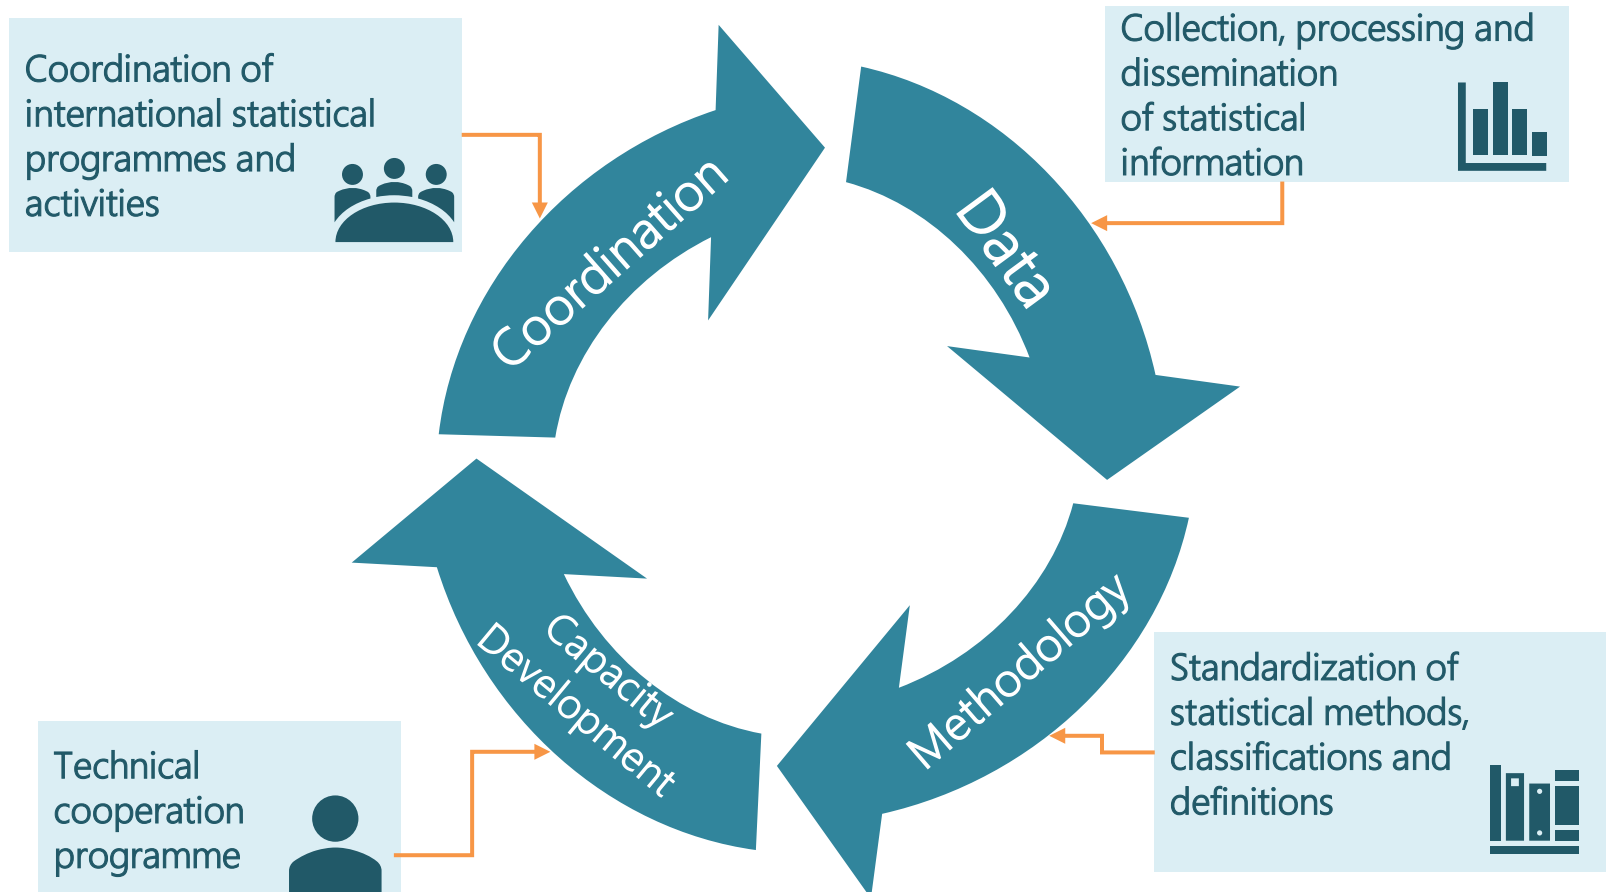 Coordination of
international statistical
programmes and
activities
Collection, processing and
dissemination
of statistical
information
Coordination
Data
Methodology
Capacity
Development
Standardization of
statistical methods,
classifications and
definitions
Technical
cooperation
programme